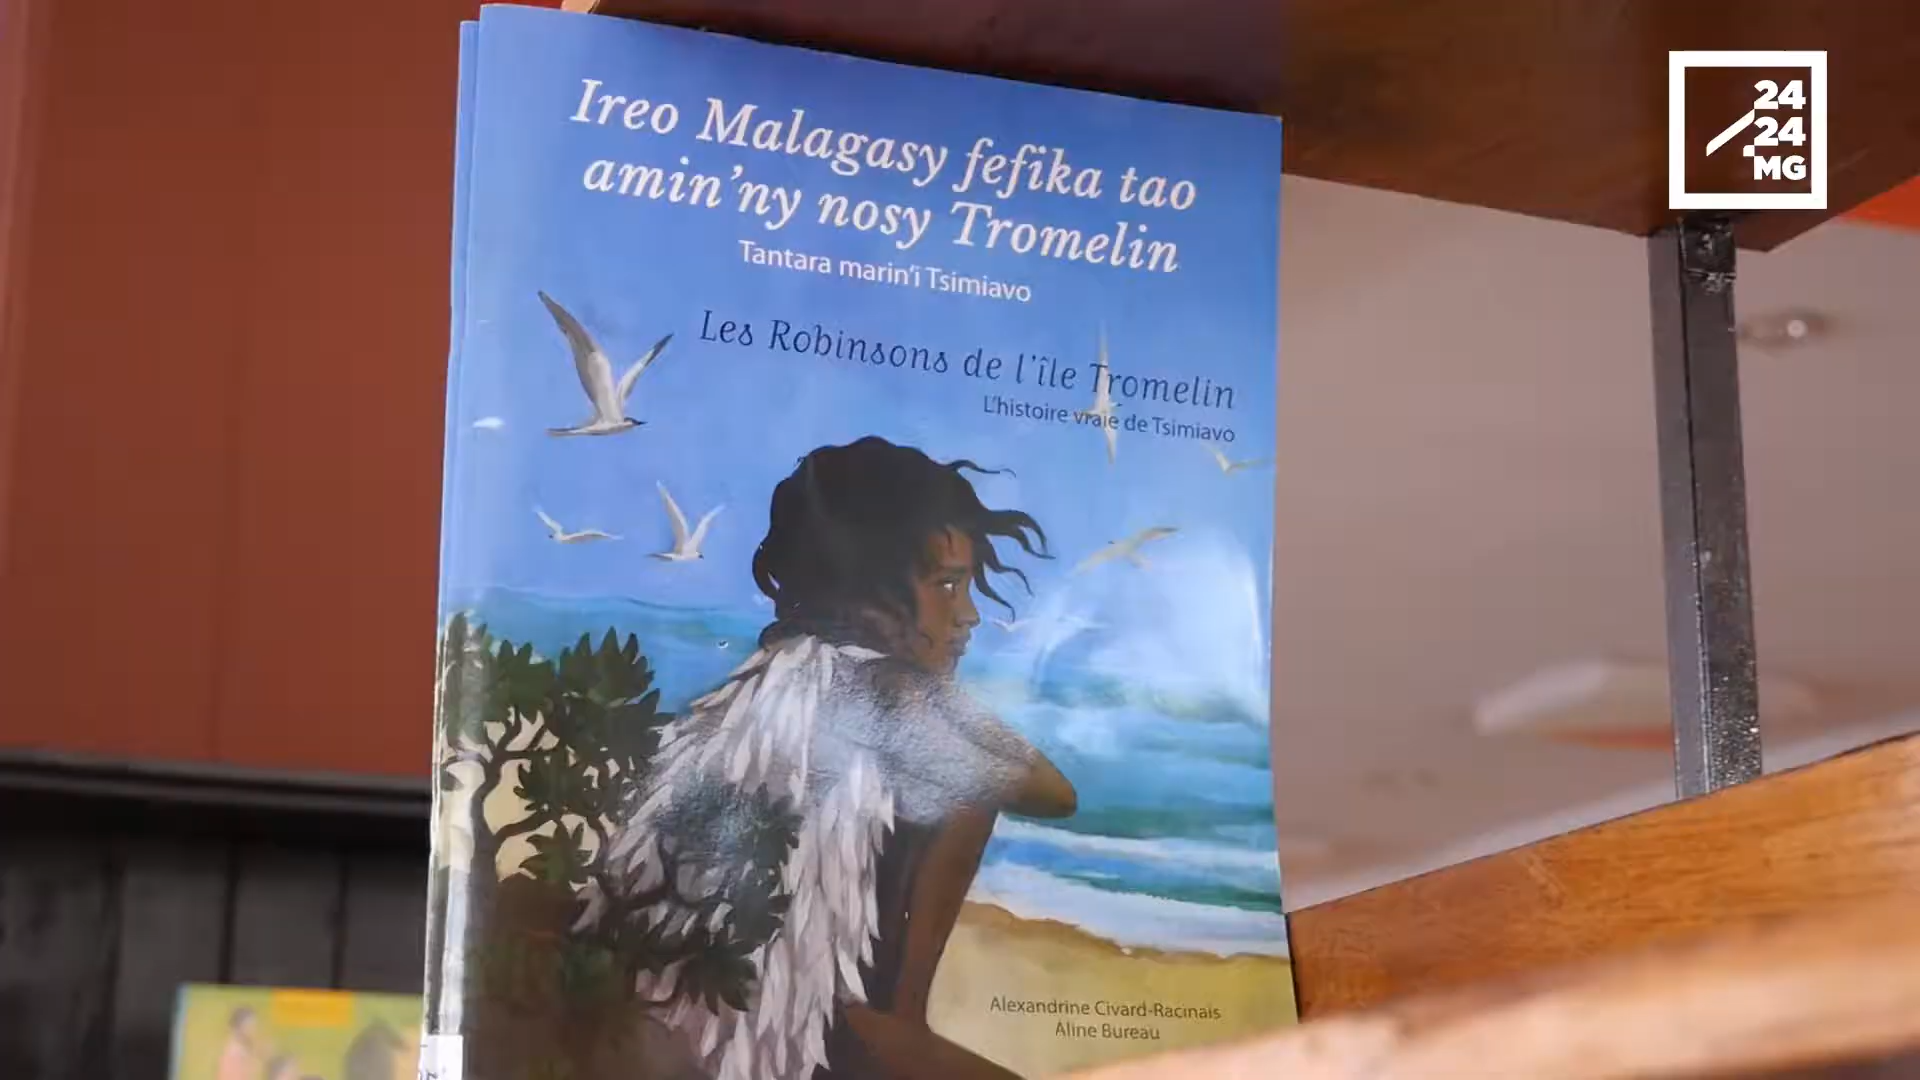 Ireo Malagasy fefika tao
amin'ny nosy Tromelin
Tantara marin'i Tsimiavo
Les Robinsons de l'île Tromelin
L'histoire vraie de Tsimiavo
Alexandrine Civard-Racinais
Aline Bureau
24
24
.MG